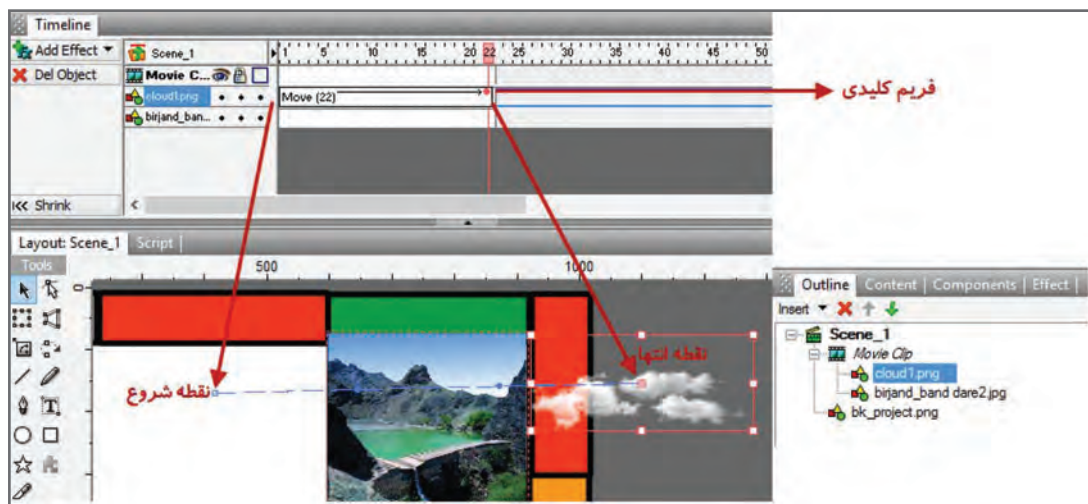 Timeline
Add Effect
Scene_1
1 5 10 15 20 22 25 30 35 40 45 50
Del Object
Movie C...
cloud1.png
Move (22)
birjand_ban...
فریم کلیدی
Shrink
Layout: Scene_1 Script
Tools
500 1000
نقطه شروع
نقطه انتها
Outline Content Components Effect
Insert
Scene_1
Movie Clip
cloud1.png
birjand_band dare2.jpg
bk_project.png